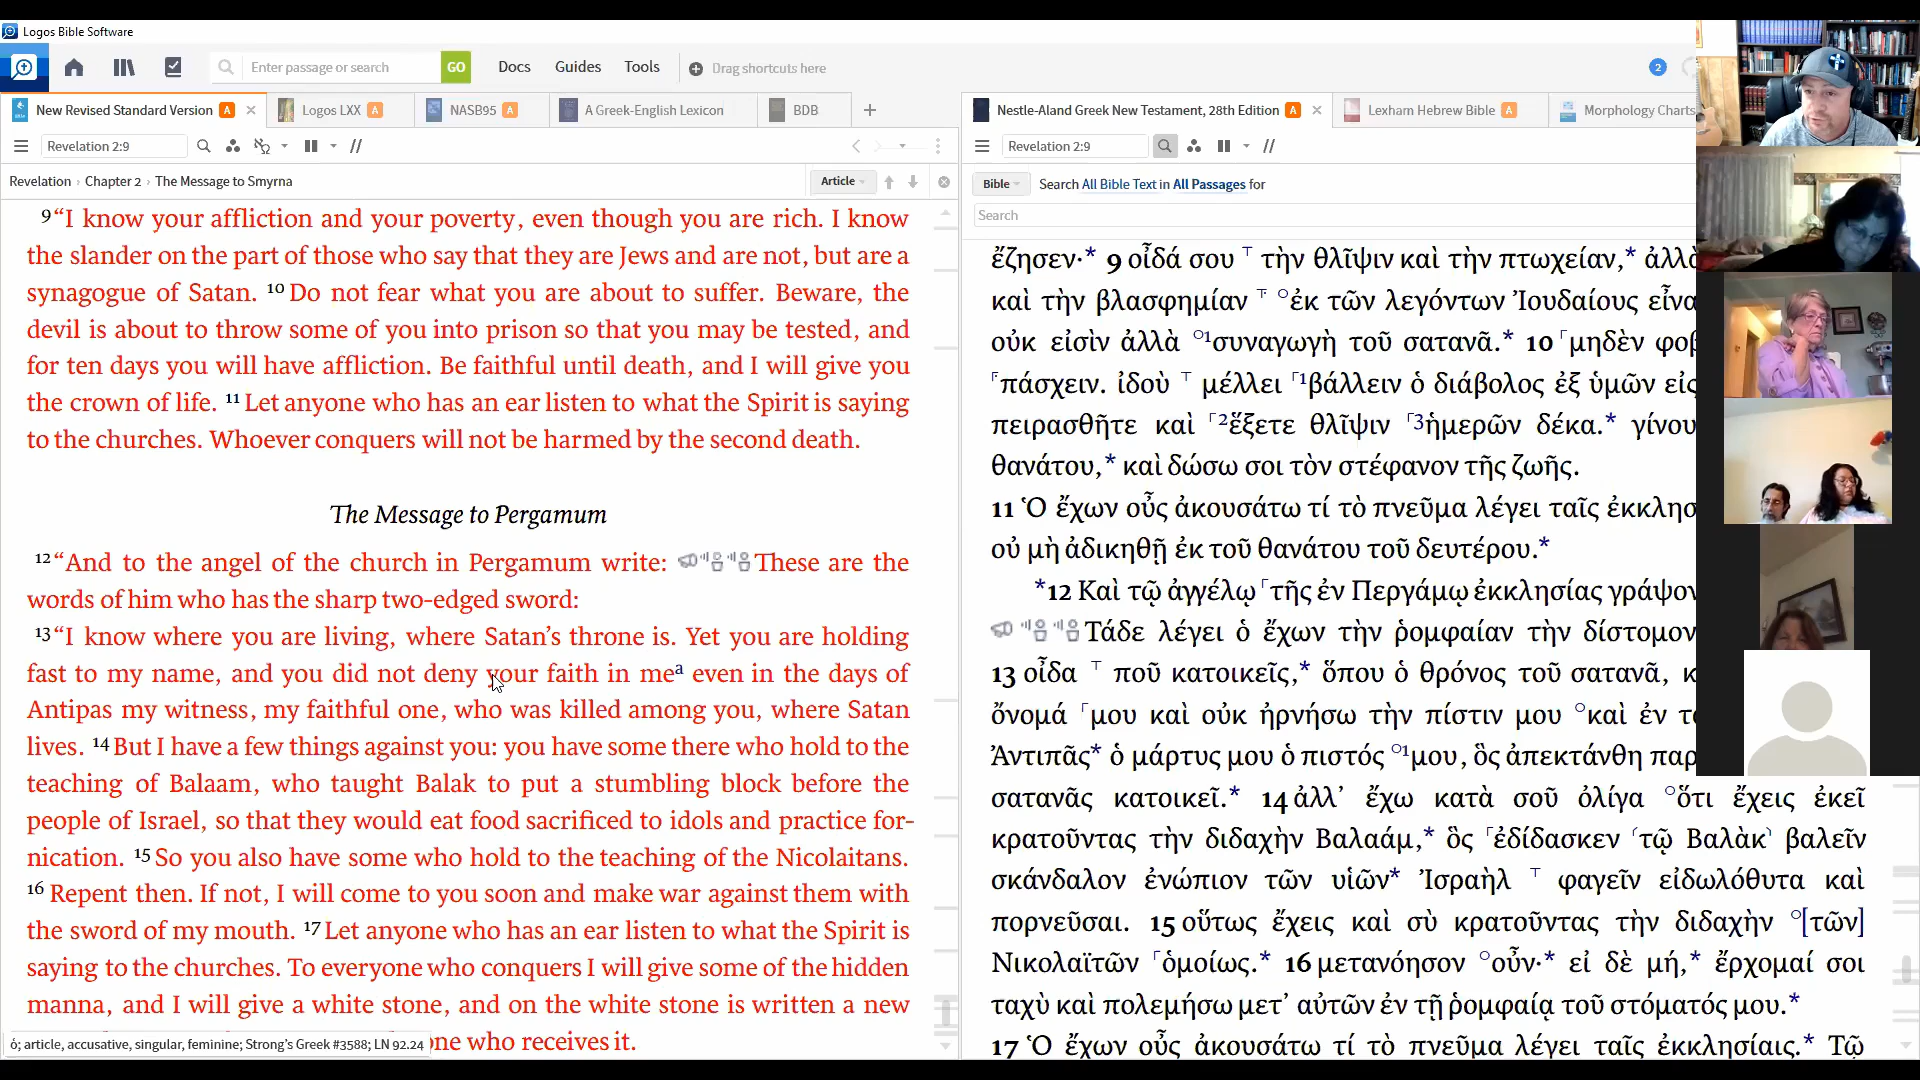 Logos Bible Software
Enter passage or search
GO
Docs
Guides
Tools
Drag shortcuts here
2
New Revised Standard Version A
Logos LXX A
NASB95 A
A Greek-English Lexicon
BDB
Revelation 2:9
Revelation › Chapter 2 › The Message to Smyrna
Article
9 “I know your affliction and your poverty, even though you are rich. I know
the slander on the part of those who say that they are Jews and are not, but are a
synagogue of Satan. 10 Do not fear what you are about to suffer. Beware, the
devil is about to throw some of you into prison so that you may be tested, and
for ten days you will have affliction. Be faithful until death, and I will give you
the crown of life. 11 Let anyone who has an ear listen to what the Spirit is saying
to the churches. Whoever conquers will not be harmed by the second death.
The Message to Pergamum
12 “And to the angel of the church in Pergamum write: These are the
words of him who has the sharp two-edged sword:
13 “I know where you are living, where Satan’s throne is. Yet you are holding
fast to my name, and you did not deny your faith in me a even in the days of
Antipas my witness, my faithful one, who was killed among you, where Satan
lives. 14 But I have a few things against you: you have some there who hold to the
teaching of Balaam, who taught Balak to put a stumbling block before the
people of Israel, so that they would eat food sacrificed to idols and practice for-
nication. 15 So you also have some who hold to the teaching of the Nicolaitans.
16 Repent then. If not, I will come to you soon and make war against them with
the sword of my mouth. 17 Let anyone who has an ear listen to what the Spirit is
saying to the churches. To everyone who conquers I will give some of the hidden
manna, and I will give a white stone, and on the white stone is written a new
one who receives it.
ὁ; article, accusative, singular, feminine; Strong’s Greek #3588; LN 92.24
Nestle-Aland Greek New Testament, 28th Edition A
Lexham Hebrew Bible A
Morphology Charts
Revelation 2:9
Bible
Search All Bible Text in All Passages for
Search
ἔζησεν·* 9 οἶδά σου ⸆ τὴν θλῖψιν καὶ τὴν πτωχείαν,* ἀλλὰ
καὶ τὴν βλασφημίαν ⸆ ⸰ἐκ τῶν λεγόντων Ἰουδαίους εἶνα
οὐκ εἰσὶν ἀλλὰ ⸰1συναγωγὴ τοῦ σατανᾶ.* 10 ⸀μηδὲν φοβ
⸁πάσχειν. ἰδοὺ ⸆ μέλλει ⸀1βάλλειν ὁ διάβολος ἐξ ὑμῶν εἰς
πειρασθῆτε καὶ ⸀2ἕξετε θλῖψιν ⸀3ἡμερῶν δέκα.* γίνου
θανάτου,* καὶ δώσω σοι τὸν στέφανον τῆς ζωῆς.
11 Ὁ ἔχων οὖς ἀκουσάτω τί τὸ πνεῦμα λέγει ταῖς ἐκκλησ
οὐ μὴ ἀδικηθῇ ἐκ τοῦ θανάτου τοῦ δευτέρου.*
*12 Καὶ τῷ ἀγγέλῳ ⸀τῆς ἐν Περγάμῳ ἐκκλησίας γράψον
Τάδε λέγει ὁ ἔχων τὴν ῥομφαίαν τὴν δίστομον
13 οἶδα ⸆ ποῦ κατοικεῖς,* ὅπου ὁ θρόνος τοῦ σατανᾶ, κ
ὄνομά ⸀μου καὶ οὐκ ἠρνήσω τὴν πίστιν μου ⸰καὶ ἐν τ
Ἀντιπᾶς* ὁ μάρτυς μου ὁ πιστός ⸰1μου, ὃς ἀπεκτάνθη παρ
σατανᾶς κατοικεῖ.* 14 ἀλλ’ ἔχω κατὰ σοῦ ὀλίγα ⸰ὅτι ἔχεις ἐκεῖ
κρατοῦντας τὴν διδαχὴν Βαλαάμ,* ὃς ⸀ἐδίδασκεν ⸂τῷ Βαλὰκ⸃ βαλεῖν
σκάνδαλον ἐνώπιον τῶν υἱῶν* Ἰσραὴλ ⸆ φαγεῖν εἰδωλόθυτα καὶ
πορνεῦσαι. 15 οὕτως ἔχεις καὶ σὺ κρατοῦντας τὴν διδαχὴν ⸰[τῶν]
Νικολαϊτῶν ⸀ὁμοίως.* 16 μετανόησον ⸰οὖν·* εἰ δὲ μή,* ἔρχομαί σοι
ταχὺ καὶ πολεμήσω μετ’ αὐτῶν ἐν τῇ ῥομφαίᾳ τοῦ στόματός μου.*
17 Ὁ ἔχων οὖς ἀκουσάτω τί τὸ πνεῦμα λέγει ταῖς ἐκκλησίαις.* Τῷ